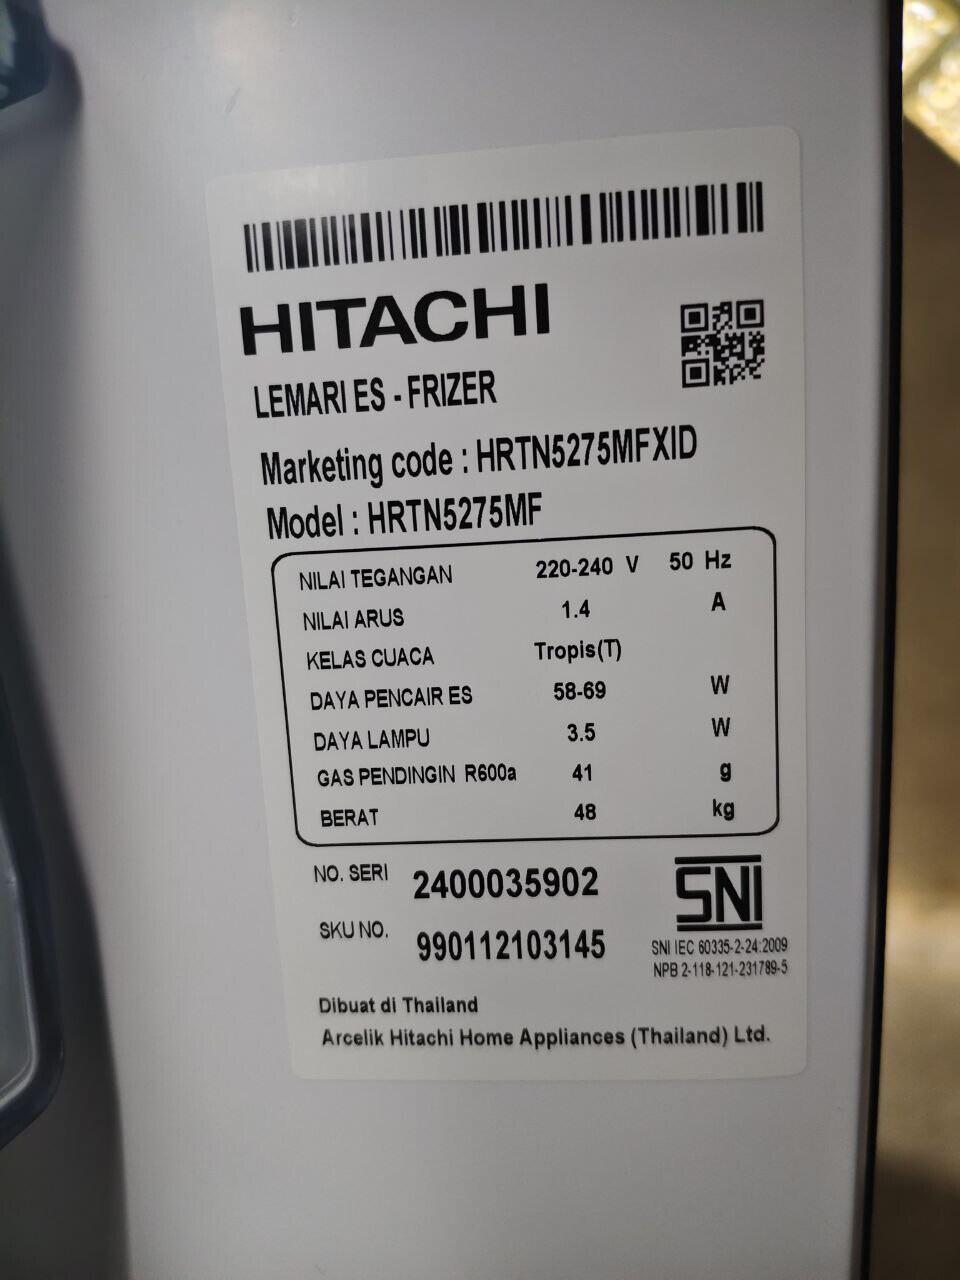 HITACHI
LEMARI ES - FRIZER
Marketing code : HRTN5275MFXID
Model : HRTN5275MF
NILAI TEGANGAN 220-240 V 50 Hz
NILAI ARUS 1.4 A
KELAS CUACA Tropis(T)
DAYA PENCAIR ES 58-69 W
DAYA LAMPU 3.5 W
GAS PENDINGIN R600a 41 g
BERAT 48 kg
NO. SERI 2400035902
SKU NO. 990112103145
SNI
SNI IEC 60335-2-24:2009
NPB 2-118-121-231789-5
Dibuat di Thailand
Arcelik Hitachi Home Appliances (Thailand) Ltd.